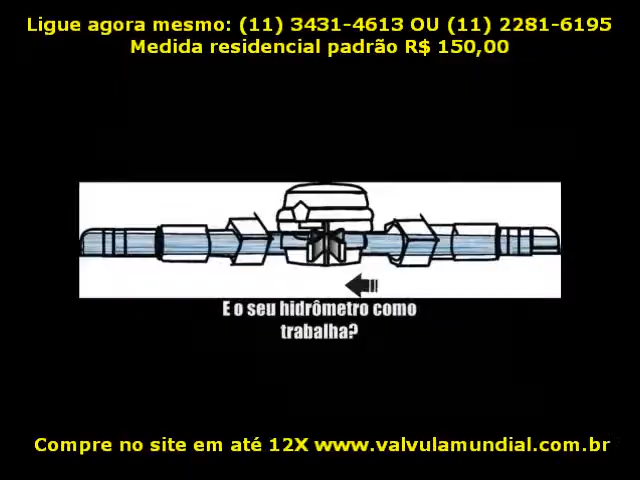 Ligue agora mesmo: (11) 3431-4613 OU (11) 2281-6195
Medida residencial padrão R$ 150,00
E o seu hidrômetro como
trabalha?
Compre no site em até 12X www.valvulamundial.com.br